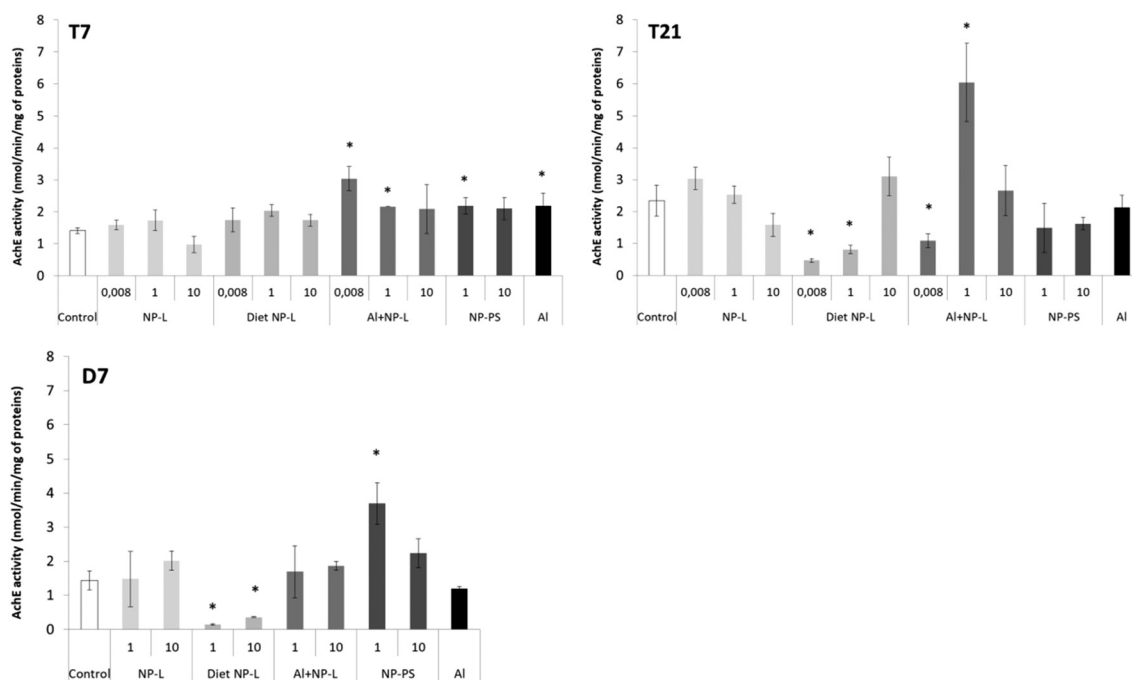 T7
AchE activity (nmol/min/mg of proteins)
8
7
6
5
4
3
2
1
0
* * * *
0,008 1 10 0,008 1 10 0,008 1 10 1 10
Control NP-L Diet NP-L Al+NP-L NP-PS Al
T21
AchE activity (nmol/min/mg of proteins)
8
7
6
5
4
3
2
1
0
* * * *
0,008 1 10 0,008 1 10 0,008 1 10 1 10
Control NP-L Diet NP-L Al+NP-L NP-PS Al
D7
AchE activity (nmol/min/mg of proteins)
8
7
6
5
4
3
2
1
0
* * *
1 10 1 10 1 10 1 10
Control NP-L Diet NP-L Al+NP-L NP-PS Al